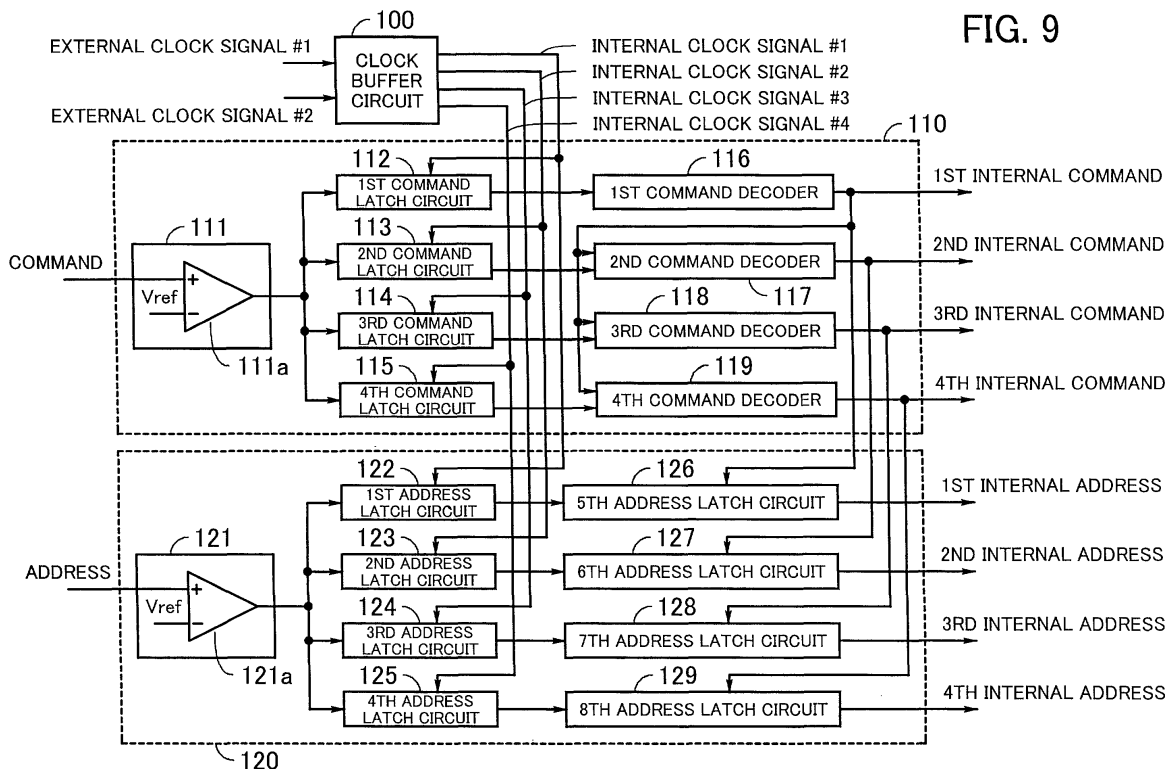 FIG. 9
100
EXTERNAL CLOCK SIGNAL #1
CLOCK
BUFFER
CIRCUIT
EXTERNAL CLOCK SIGNAL #2
INTERNAL CLOCK SIGNAL #1
INTERNAL CLOCK SIGNAL #2
INTERNAL CLOCK SIGNAL #3
INTERNAL CLOCK SIGNAL #4
110
112
1ST COMMAND
LATCH CIRCUIT
116
1ST COMMAND DECODER
1ST INTERNAL COMMAND
111
COMMAND
Vref
+
−
111a
113
2ND COMMAND
LATCH CIRCUIT
2ND COMMAND DECODER
117
2ND INTERNAL COMMAND
114
3RD COMMAND
LATCH CIRCUIT
118
3RD COMMAND DECODER
3RD INTERNAL COMMAND
115
4TH COMMAND
LATCH CIRCUIT
119
4TH COMMAND DECODER
4TH INTERNAL COMMAND
122
1ST ADDRESS
LATCH CIRCUIT
126
5TH ADDRESS LATCH CIRCUIT
1ST INTERNAL ADDRESS
121
ADDRESS
Vref
+
−
121a
123
2ND ADDRESS
LATCH CIRCUIT
127
6TH ADDRESS LATCH CIRCUIT
2ND INTERNAL ADDRESS
124
3RD ADDRESS
LATCH CIRCUIT
128
7TH ADDRESS LATCH CIRCUIT
3RD INTERNAL ADDRESS
125
4TH ADDRESS
LATCH CIRCUIT
129
8TH ADDRESS LATCH CIRCUIT
4TH INTERNAL ADDRESS
120